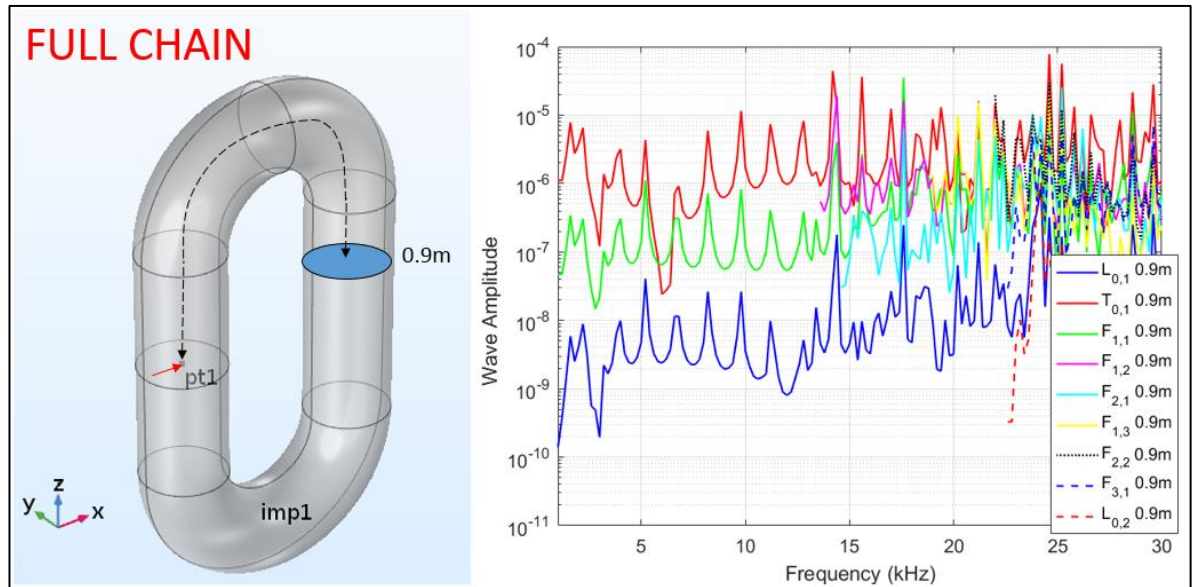 FULL CHAIN
0.9m
pt1
imp1
z
y
x
Wave Amplitude
10⁻⁴
10⁻⁵
10⁻⁶
10⁻⁷
10⁻⁸
10⁻⁹
10⁻¹⁰
10⁻¹¹
5
10
15
20
25
30
Frequency (kHz)
L₀,₁ 0.9m
T₀,₁ 0.9m
F₁,₁ 0.9m
F₁,₂ 0.9m
F₂,₁ 0.9m
F₁,₃ 0.9m
F₂,₂ 0.9m
F₃,₁ 0.9m
L₀,₂ 0.9m